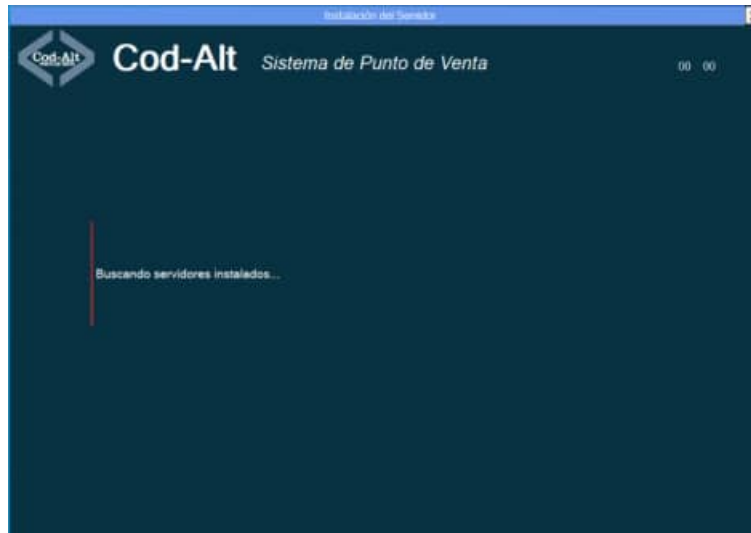 Instalación del Servidor
Cod-Alt
Cod-Alt Sistema de Punto de Venta
00 00
Buscando servidores instalados...